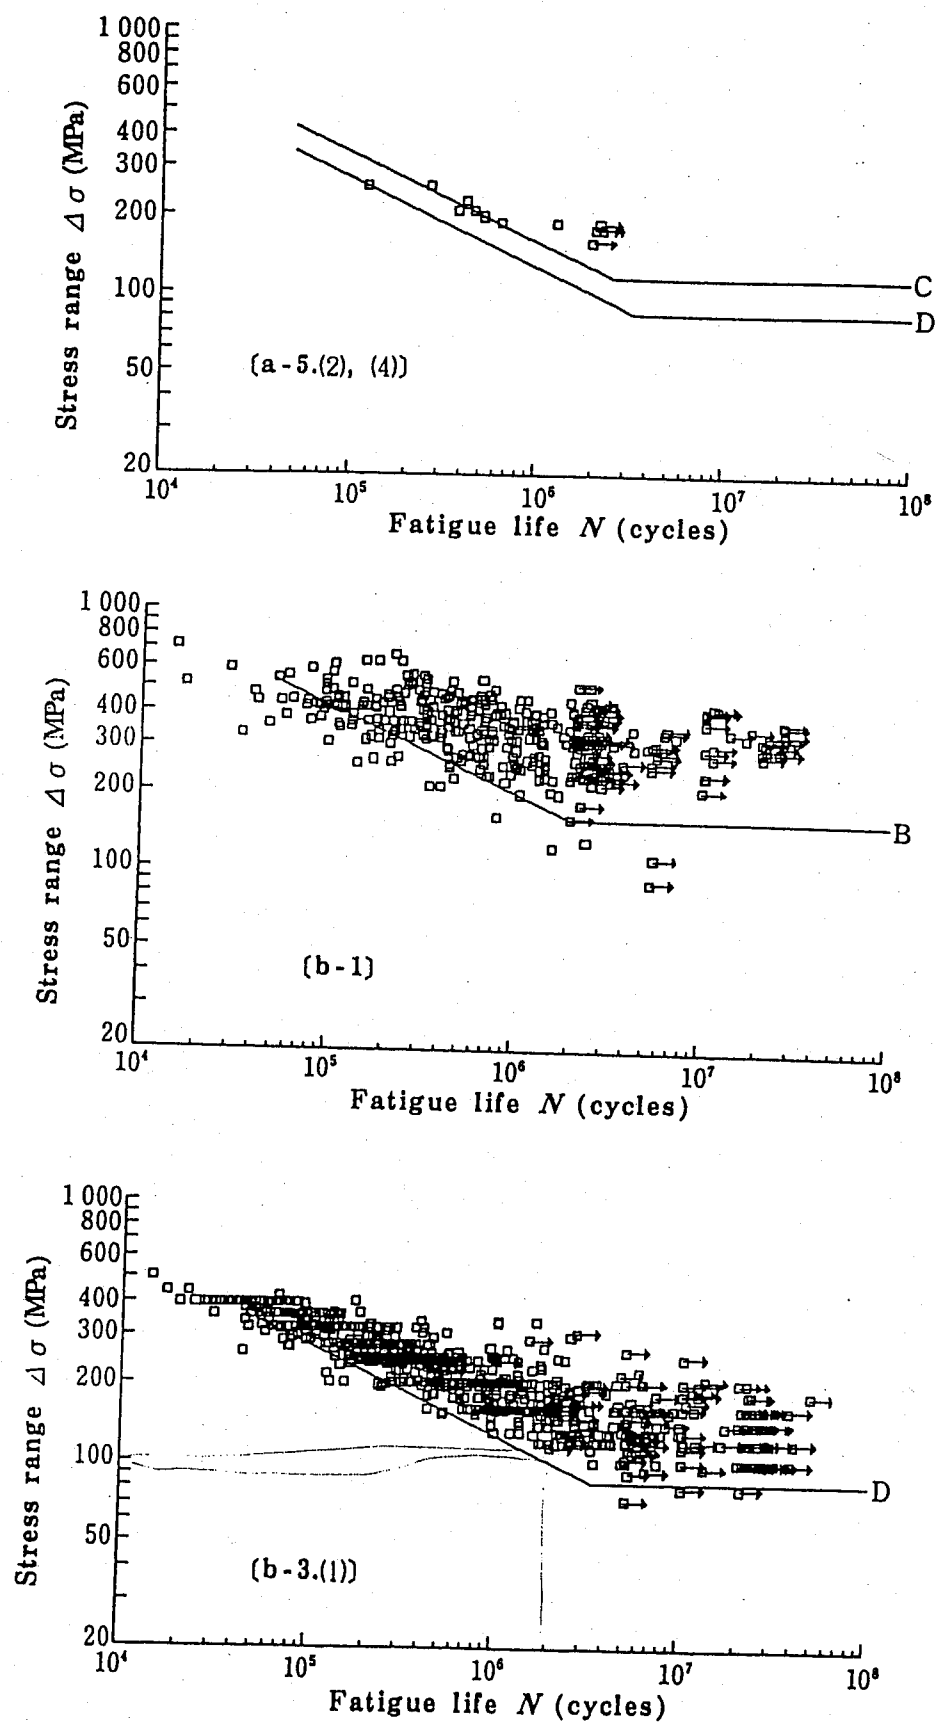 1 000
800
600
400
300
200
100
50
20
Stress range Δσ (MPa)
C
D
[a-5.(2), (4)]
10⁴ 10⁵ 10⁶ 10⁷ 10⁸
Fatigue life N (cycles)
1 000
800
600
400
300
200
100
50
20
Stress range Δσ (MPa)
B
[b-1]
10⁴ 10⁵ 10⁶ 10⁷ 10⁸
Fatigue life N (cycles)
1 000
800
600
400
300
200
100
50
20
Stress range Δσ (MPa)
D
[b-3.(1)]
10⁴ 10⁵ 10⁶ 10⁷ 10⁸
Fatigue life N (cycles)